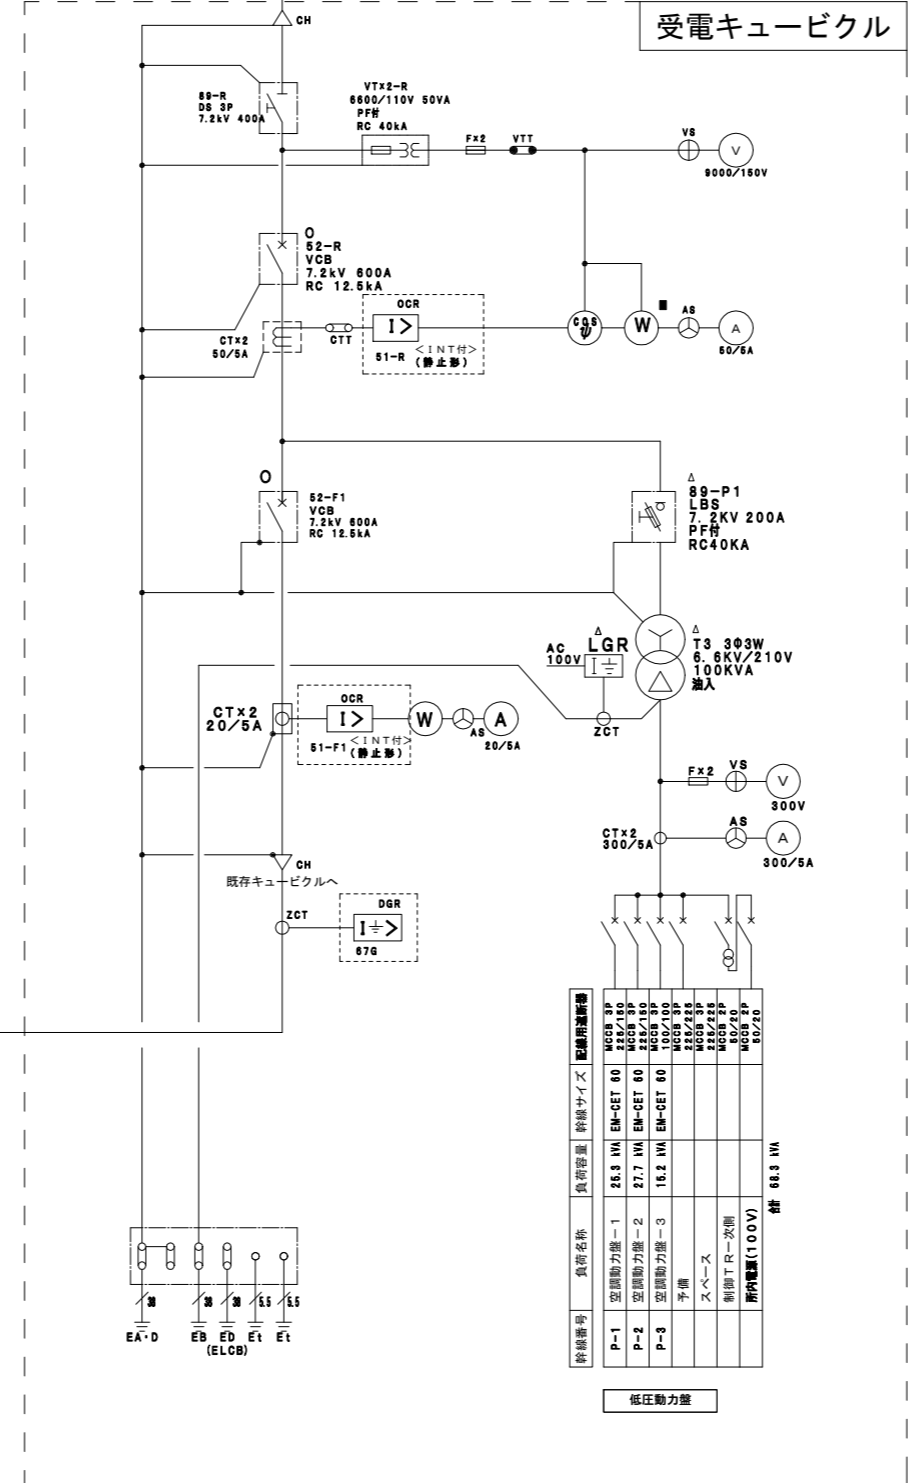 受電キュービクル
CH
89-R
DS 3P
7.2kV 400A
VT×2-R
6600/110V 50VA
PF付
RC 40kA
F×2
VTT
VS
V
9000/150V
O
52-R
VCB
7.2kV 600A
RC 12.5kA
CT×2
50/5A
CTT
OCR
I>
51-R
<INT付>
(静止形)
COS
φ
W
AS
A
50/5A
O
52-F1
VCB
7.2kV 600A
RC 12.5kA
Δ
89-P1
LBS
7.2KV 200A
PF付
RC40KA
Δ
T3 3Φ3W
6.6KV/210V
100KVA
油入
AC
100V
Δ
LGR
I
ZCT
CT×2
20/5A
OCR
I>
51-F1
<INT付>
(静止形)
W
AS
A
20/5A
F×2
VS
V
300V
CT×2
300/5A
AS
A
300/5A
CH
既存キュービクルへ
ZCT
DGR
I>
67G
配線用遮断器
MCCB 3P
225/150
MCCB 3P
225/150
MCCB 3P
100/100
MCCB 3P
225/225
MCCB 3P
225/225
MCCB 2P
50/20
MCCB 2P
50/20
幹線サイズ
EM-CET 60
EM-CET 60
EM-CET 60
負荷容量
25.3 kVA
27.7 kVA
15.2 kVA
合計 68.3 kVA
負荷名称
空調動力盤-1
空調動力盤-2
空調動力盤-3
予備
スペース
制御TR一次側
所内電源(100V)
幹線番号
P-1
P-2
P-3
低圧動力盤
38
38
38
5.5
5.5
EA・D
EB
ED
(ELCB)
Et
Et